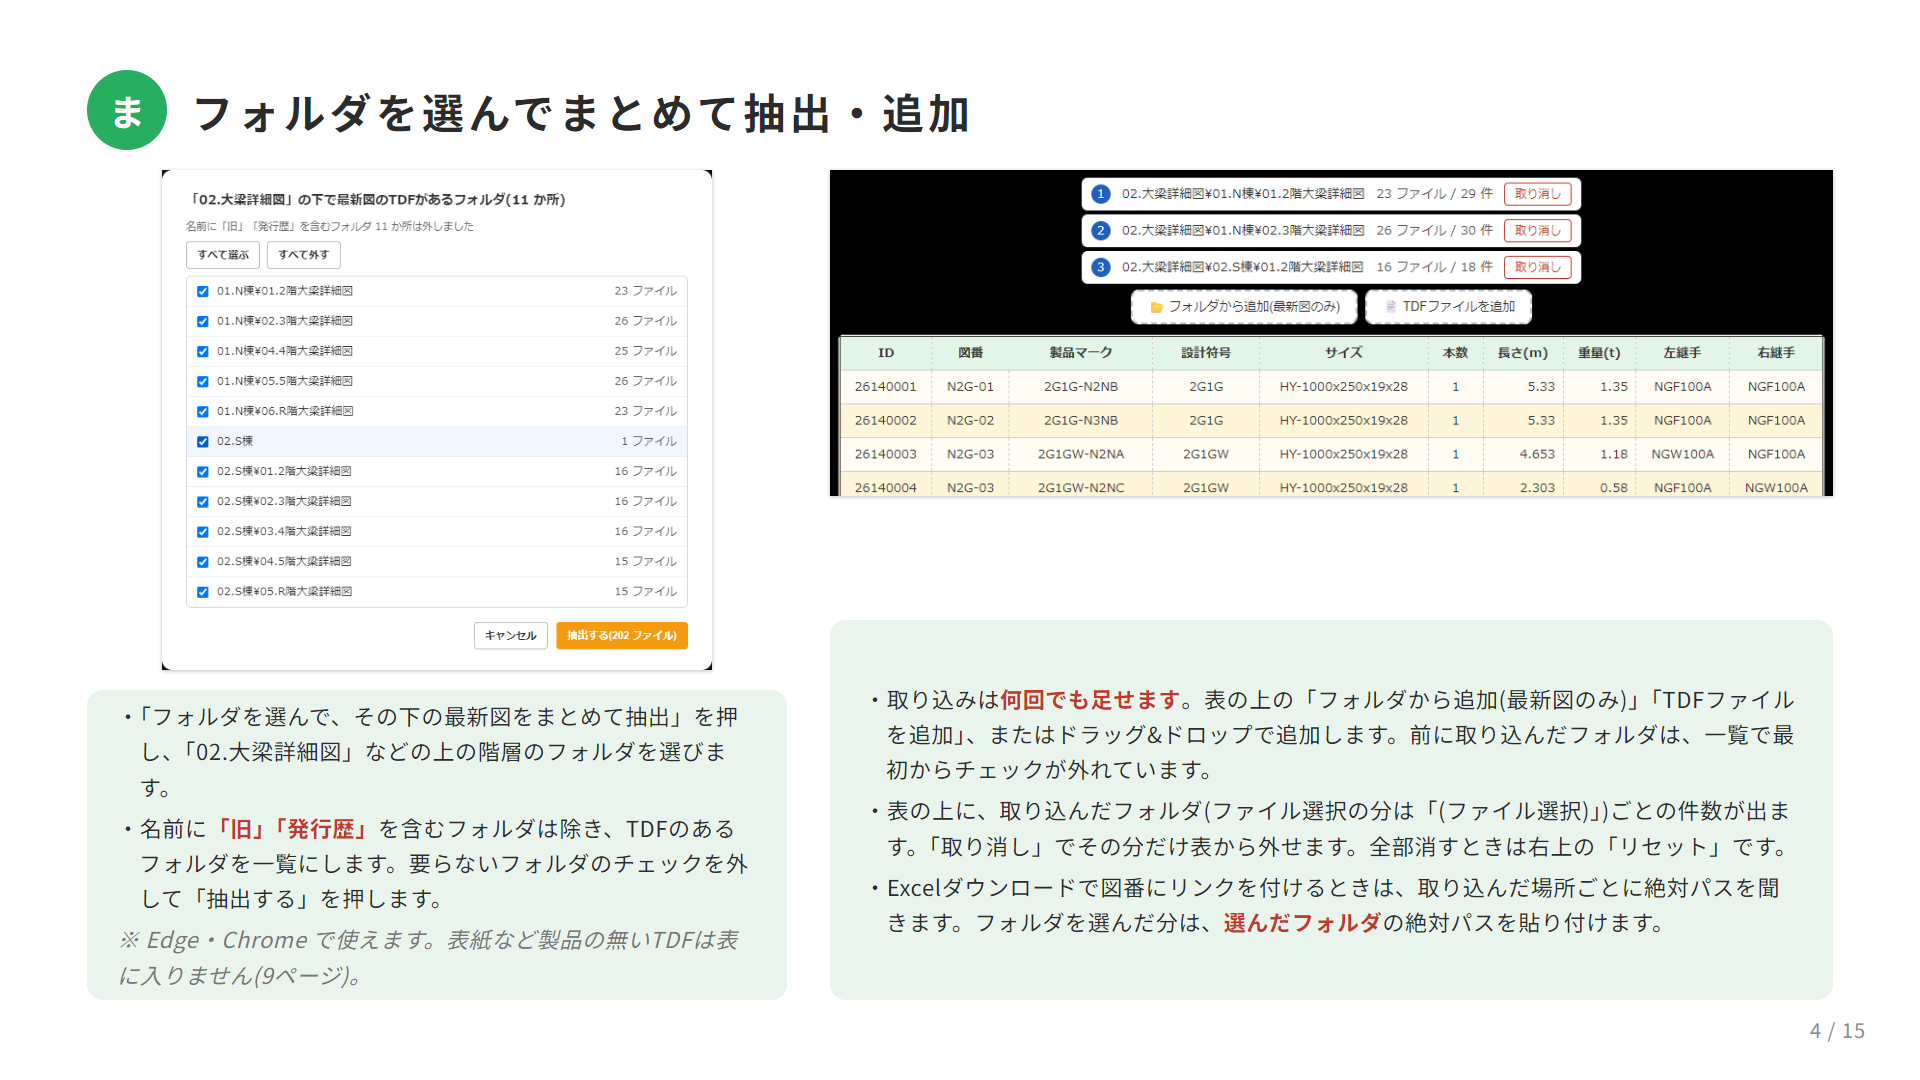 ま フォルダを選んでまとめて抽出・追加
「02.大梁詳細図」の下で最新図のTDFがあるフォルダ(11 か所)
名前に「旧」「発行歴」を含むフォルダ 11 か所は外しました
すべて選ぶ すべて外す
01.N棟¥01.2階大梁詳細図 23 ファイル
01.N棟¥02.3階大梁詳細図 26 ファイル
01.N棟¥04.4階大梁詳細図 25 ファイル
01.N棟¥05.5階大梁詳細図 26 ファイル
01.N棟¥06.R階大梁詳細図 23 ファイル
02.S棟 1 ファイル
02.S棟¥01.2階大梁詳細図 16 ファイル
02.S棟¥02.3階大梁詳細図 16 ファイル
02.S棟¥03.4階大梁詳細図 16 ファイル
02.S棟¥04.5階大梁詳細図 15 ファイル
02.S棟¥05.R階大梁詳細図 15 ファイル
キャンセル 抽出する(202 ファイル)
・「フォルダを選んで、その下の最新図をまとめて抽出」を押
し、「02.大梁詳細図」などの上の階層のフォルダを選びま
す。
・名前に「旧」「発行歴」を含むフォルダは除き、TDFのある
フォルダを一覧にします。要らないフォルダのチェックを外
して「抽出する」を押します。
※ Edge・Chrome で使えます。表紙など製品の無いTDFは表
に入りません(9ページ)。
1 02.大梁詳細図¥01.N棟¥01.2階大梁詳細図 23 ファイル / 29 件 取り消し
2 02.大梁詳細図¥01.N棟¥02.3階大梁詳細図 26 ファイル / 30 件 取り消し
3 02.大梁詳細図¥02.S棟¥01.2階大梁詳細図 16 ファイル / 18 件 取り消し
フォルダから追加(最新図のみ) TDFファイルを追加
ID 図番 製品マーク 設計符号 サイズ 本数 長さ(m) 重量(t) 左継手 右継手
26140001 N2G-01 2G1G-N2NB 2G1G HY-1000x250x19x28 1 5.33 1.35 NGF100A NGF100A
26140002 N2G-02 2G1G-N3NB 2G1G HY-1000x250x19x28 1 5.33 1.35 NGF100A NGF100A
26140003 N2G-03 2G1GW-N2NA 2G1GW HY-1000x250x19x28 1 4.653 1.18 NGW100A NGF100A
26140004 N2G-03 2G1GW-N2NC 2G1GW HY-1000x250x19x28 1 2.303 0.58 NGF100A NGW100A
・取り込みは何回でも足せます。表の上の「フォルダから追加(最新図のみ)」「TDFファイル
を追加」、またはドラッグ&ドロップで追加します。前に取り込んだフォルダは、一覧で最
初からチェックが外れています。
・表の上に、取り込んだフォルダ(ファイル選択の分は「(ファイル選択)」)ごとの件数が出ま
す。「取り消し」でその分だけ表から外せます。全部消すときは右上の「リセット」です。
・Excelダウンロードで図番にリンクを付けるときは、取り込んだ場所ごとに絶対パスを聞
きます。フォルダを選んだ分は、選んだフォルダの絶対パスを貼り付けます。
4 / 15